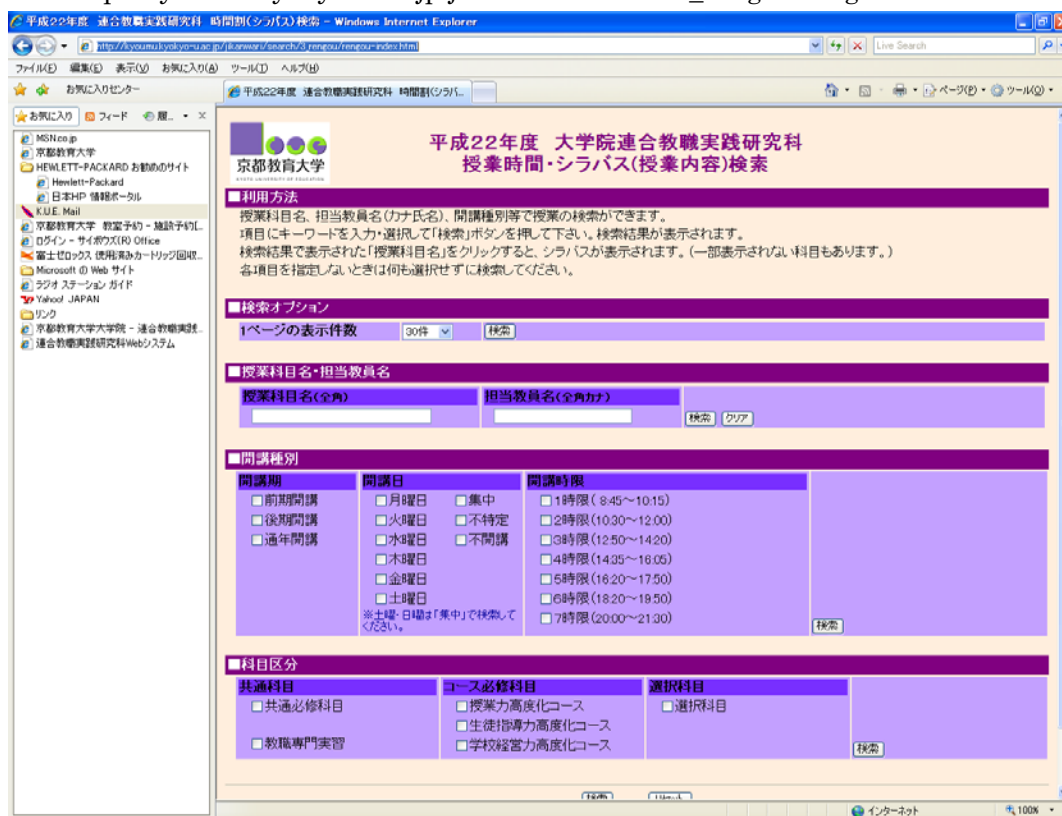 平成22年度 連合教職実践研究科 時間割(シラバス)検索 - Windows Internet Explorer
http://kyoumu.kyokyo-u.ac.jp/jikanwari/search/3_rengou/rengou-index.html
Live Search
ファイル(F) 編集(E) 表示(V) お気に入り(A) ツール(T) ヘルプ(H)
お気に入りセンター
平成22年度 連合教職実践研究科 時間割(シラバ...
ページ(P) ツール(O)
お気に入り フィード 履...
MSN.co.jp
京都教育大学
HEWLETT-PACKARD お勧めのサイト
Hewlett-Packard
日本HP 情報ポータル
K.U.E. Mail
京都教育大学 教室予約 - 施設予約[...
ログイン - サイボウズ(R) Office
富士ゼロックス 使用済みカートリッジ回収...
Microsoft の Web サイト
ラジオ ステーション ガイド
Yahoo! JAPAN
リンク
京都教育大学大学院 - 連合教職実践...
連合教職実践研究科Webシステム
京都教育大学
KYOTO UNIVERSITY OF EDUCATION
平成22年度 大学院連合教職実践研究科
授業時間・シラバス(授業内容)検索
■利用方法
授業科目名、担当教員名(カナ氏名)、開講種別等で授業の検索ができます。
項目にキーワードを入力・選択して「検索」ボタンを押して下さい。検索結果が表示されます。
検索結果で表示された「授業科目名」をクリックすると、シラバスが表示されます。(一部表示されない科目もあります。)
各項目を指定しないときは何も選択せずに検索してください。
■検索オプション
1ページの表示件数 30件 検索
■授業科目名・担当教員名
授業科目名(全角) 担当教員名(全角カナ)
検索 クリア
■開講種別
開講期 開講日 開講時限
前期開講 月曜日 集中 1時限( 8:45～10:15)
後期開講 火曜日 不特定 2時限(10:30～12:00)
通年開講 水曜日 不開講 3時限(12:50～14:20)
木曜日 4時限(14:35～16:05)
金曜日 5時限(16:20～17:50)
土曜日 6時限(18:20～19:50)
※土曜・日曜は「集中」で検索して
ください。
7時限(20:00～21:30)
検索
■科目区分
共通科目 コース必修科目 選択科目
共通必修科目 授業力高度化コース 選択科目
生徒指導力高度化コース
教職専門実習 学校経営力高度化コース
検索
インターネット 100%